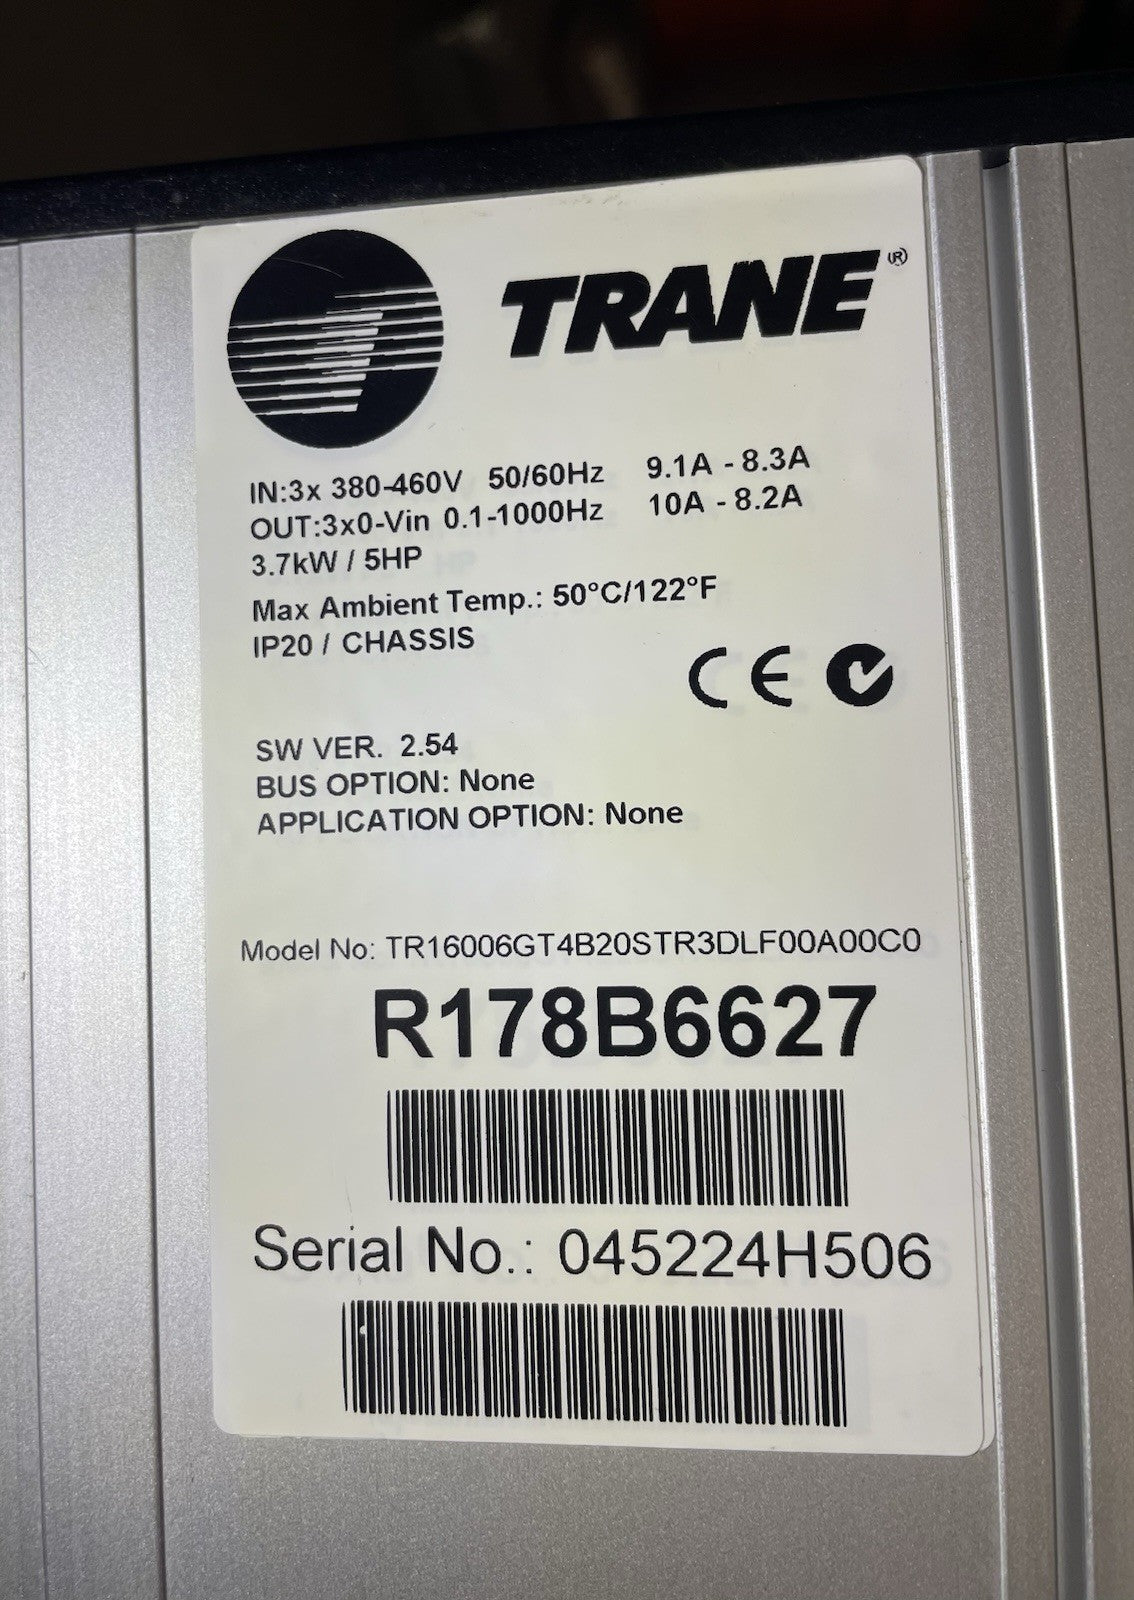 TRANE®
IN:3x 380-460V 50/60Hz 9.1A - 8.3A
OUT:3x0-Vin 0.1-1000Hz 10A - 8.2A
3.7kW / 5HP
Max Ambient Temp.: 50°C/122°F
IP20 / CHASSIS
CE
SW VER. 2.54
BUS OPTION: None
APPLICATION OPTION: None
Model No: TR16006GT4B20STR3DLF00A00C0
R178B6627
Serial No.: 045224H506